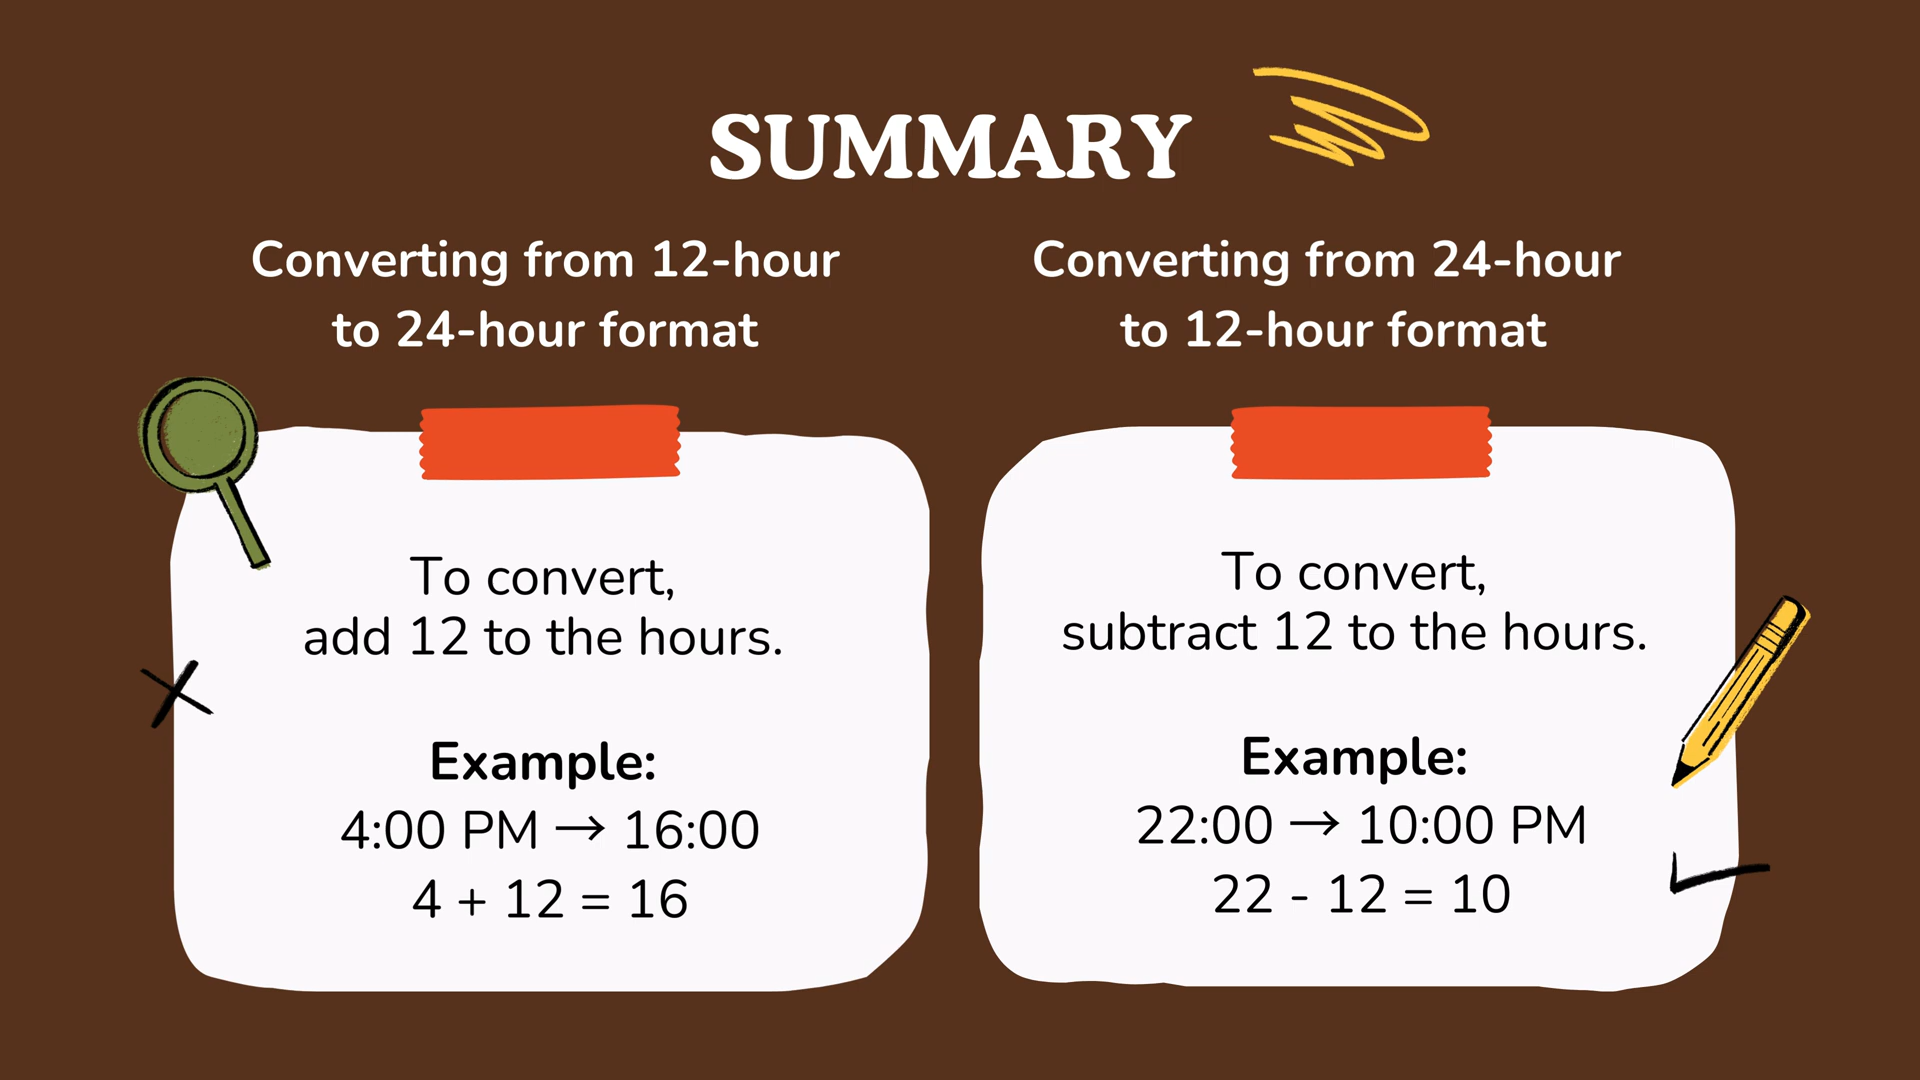 SUMMARY
Converting from 12-hour
to 24-hour format
To convert,
add 12 to the hours.
Example:
4:00 PM → 16:00
4 + 12 = 16
Converting from 24-hour
to 12-hour format
To convert,
subtract 12 to the hours.
Example:
22:00 → 10:00 PM
22 - 12 = 10